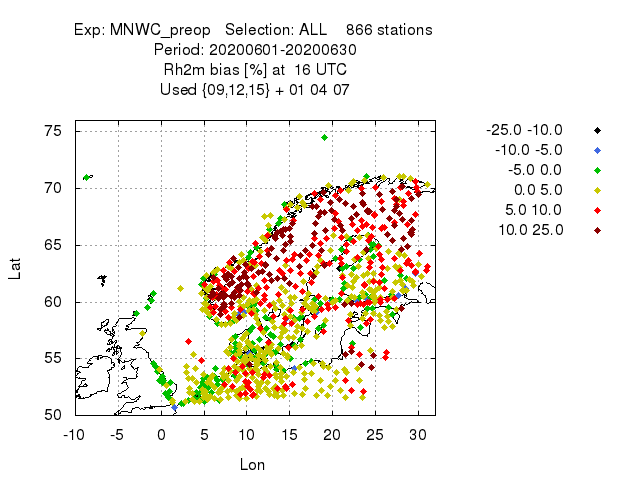 Exp: MNWC_preop Selection: ALL 866 stations
Period: 20200601-20200630
Rh2m bias [%] at 16 UTC
Used {09,12,15} + 01 04 07
-25.0 -10.0
-10.0 -5.0
-5.0 0.0
0.0 5.0
5.0 10.0
10.0 25.0
75
70
65
60
55
50
Lat
-10 -5 0 5 10 15 20 25 30
Lon